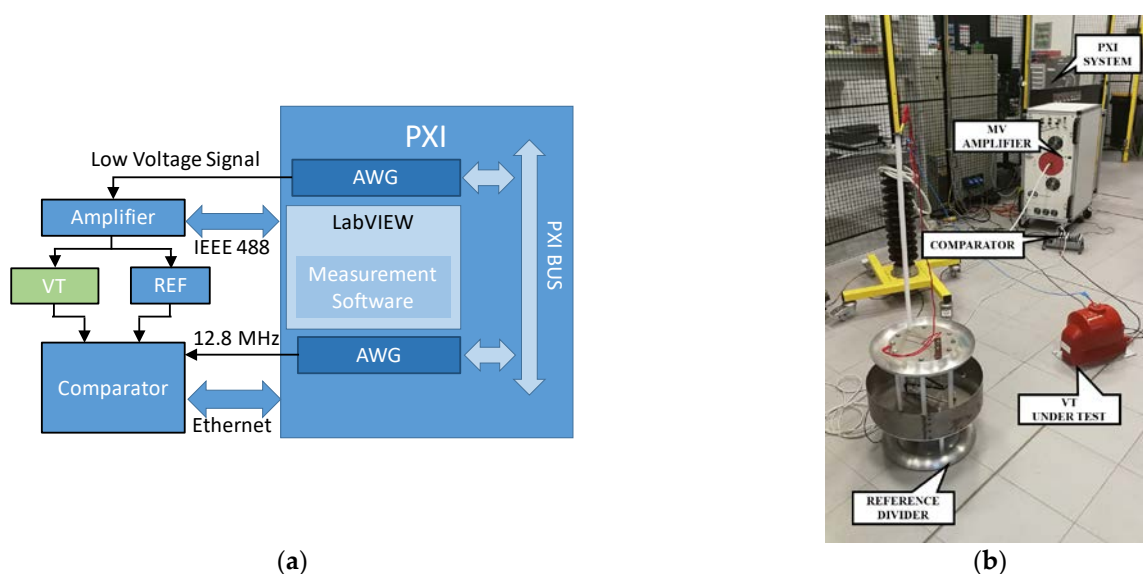 PXI
Low Voltage Signal
AWG
Amplifier
IEEE 488
LabVIEW
Measurement
Software
PXI BUS
VT
REF
12.8 MHz
AWG
Comparator
Ethernet
(a)
PXI
SYSTEM
MV
AMPLIFIER
COMPARATOR
VT
UNDER TEST
REFERENCE
DIVIDER
(b)